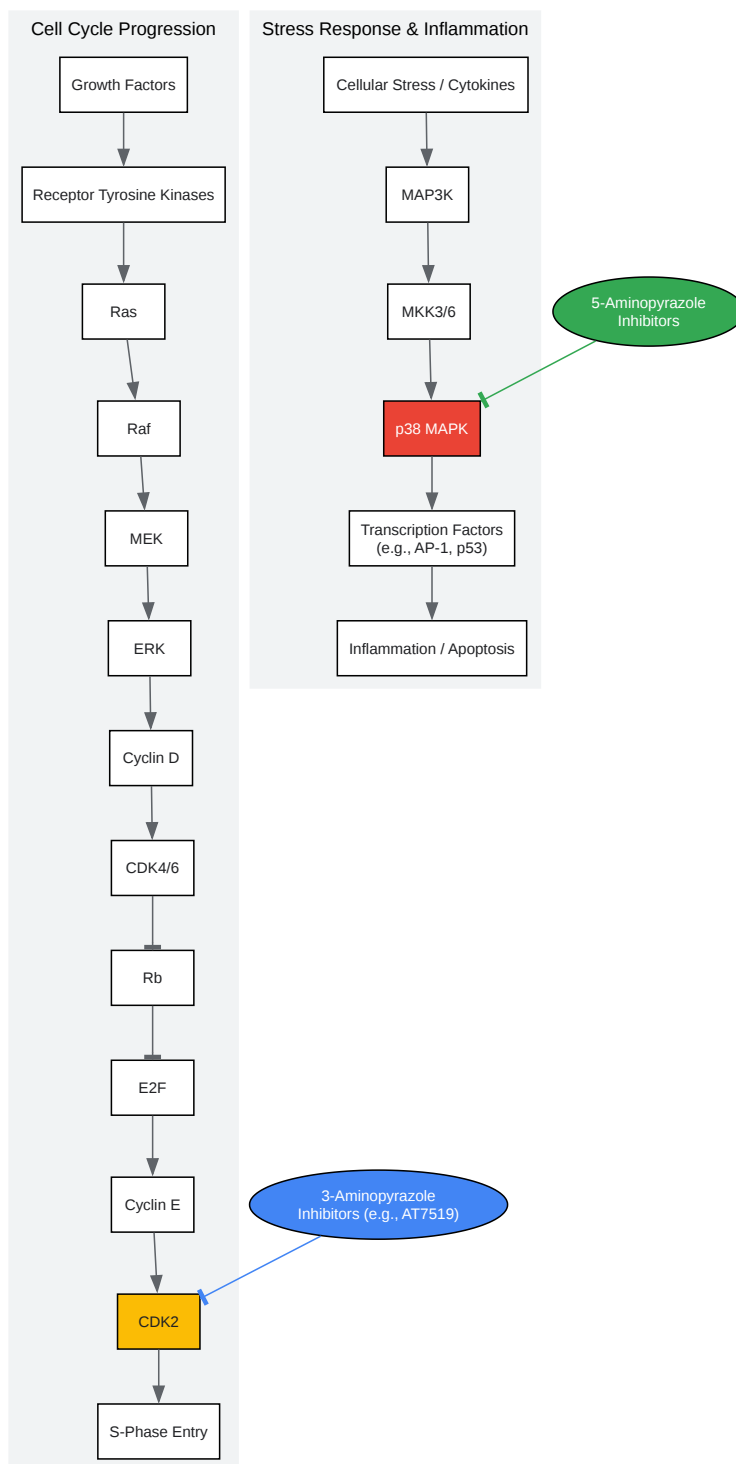 Cell Cycle Progression
Growth Factors
Receptor Tyrosine Kinases
Ras
Raf
MEK
ERK
Cyclin D
CDK4/6
Rb
E2F
Cyclin E
CDK2
S-Phase Entry
Stress Response & Inflammation
Cellular Stress / Cytokines
MAP3K
MKK3/6
p38 MAPK
Transcription Factors
(e.g., AP-1, p53)
Inflammation / Apoptosis
5-Aminopyrazole
Inhibitors
3-Aminopyrazole
Inhibitors (e.g., AT7519)